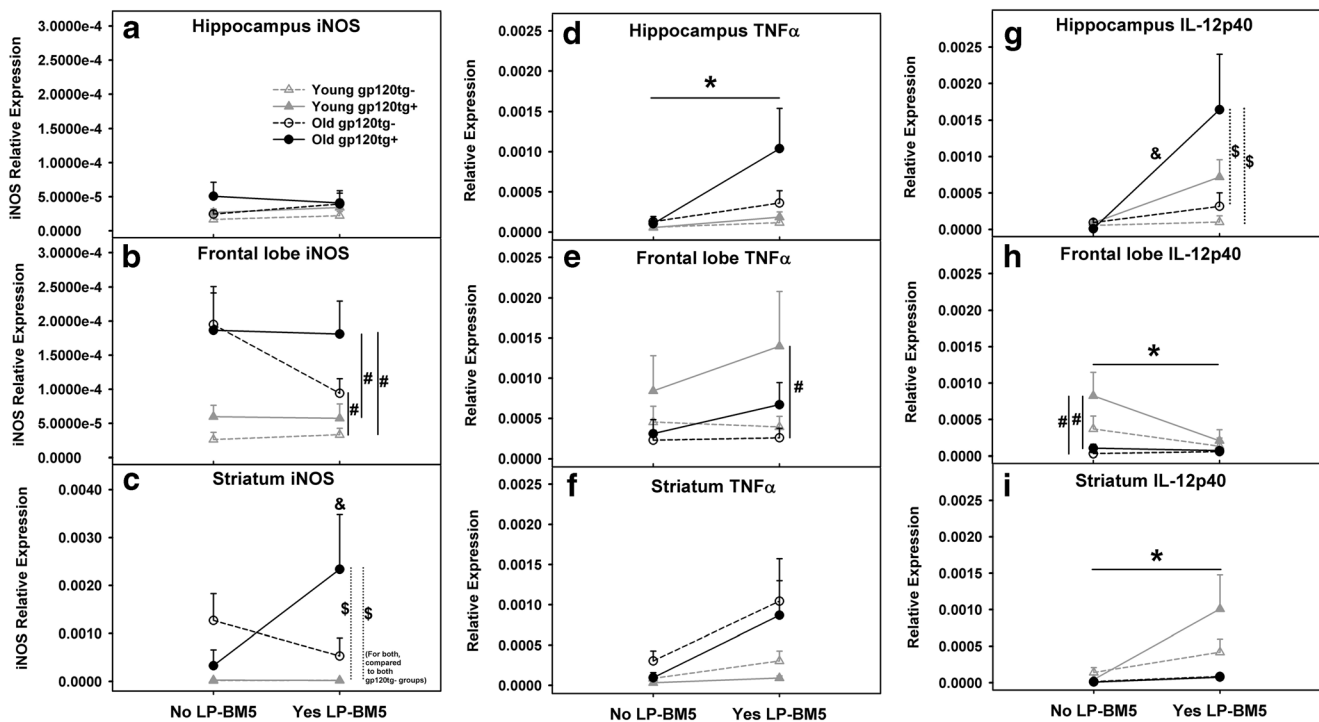 a
Hippocampus iNOS
iNOS Relative Expression
3.0000e-4
2.5000e-4
2.0000e-4
1.5000e-4
1.0000e-4
5.0000e-5
0.0000
Young gp120tg-
Young gp120tg+
Old gp120tg-
Old gp120tg+
b
Frontal lobe iNOS
iNOS Relative Expression
3.0000e-4
2.5000e-4
2.0000e-4
1.5000e-4
1.0000e-4
5.0000e-5
0.0000
#
#
#
c
Striatum iNOS
iNOS Relative Expression
0.0040
0.0030
0.0020
0.0010
0.0000
&
$
$
(For both,
compared
to both
gp120tg- groups)
No LP-BM5
Yes LP-BM5
d
Hippocampus TNFα
Relative Expression
0.0025
0.0020
0.0015
0.0010
0.0005
0.0000
*
e
Frontal lobe TNFα
Relative Expression
0.0025
0.0020
0.0015
0.0010
0.0005
0.0000
#
f
Striatum TNFα
Relative Expression
0.0025
0.0020
0.0015
0.0010
0.0005
0.0000
No LP-BM5
Yes LP-BM5
g
Hippocampus IL-12p40
Relative Expression
0.0025
0.0020
0.0015
0.0010
0.0005
0.0000
&
$
$
h
Frontal lobe IL-12p40
Relative Expression
0.0025
0.0020
0.0015
0.0010
0.0005
0.0000
*
#
#
i
Striatum IL-12p40
Relative Expression
0.0025
0.0020
0.0015
0.0010
0.0005
0.0000
*
No LP-BM5
Yes LP-BM5